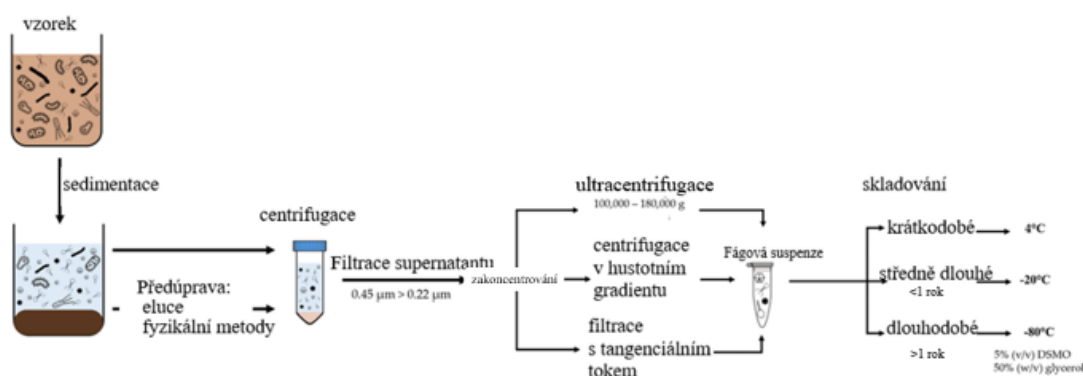 vzorek
sedimentace
Předúprava:
eluce
fyzikální metody
centrifugace
Filtrace supernatantu
0.45 µm > 0.22 µm
zakoncentrování
ultracentrifugace
100,000 – 180,000 g
centrifugace
v hustotním
gradientu
filtrace
s tangenciálním
tokem
Fágová suspenze
skladování
krátkodobé
4°C
středně dlouhé
<1 rok
-20°C
dlouhodobé
>1 rok
-80°C
5% (v/v) DSMO
50% (w/v) glycerol